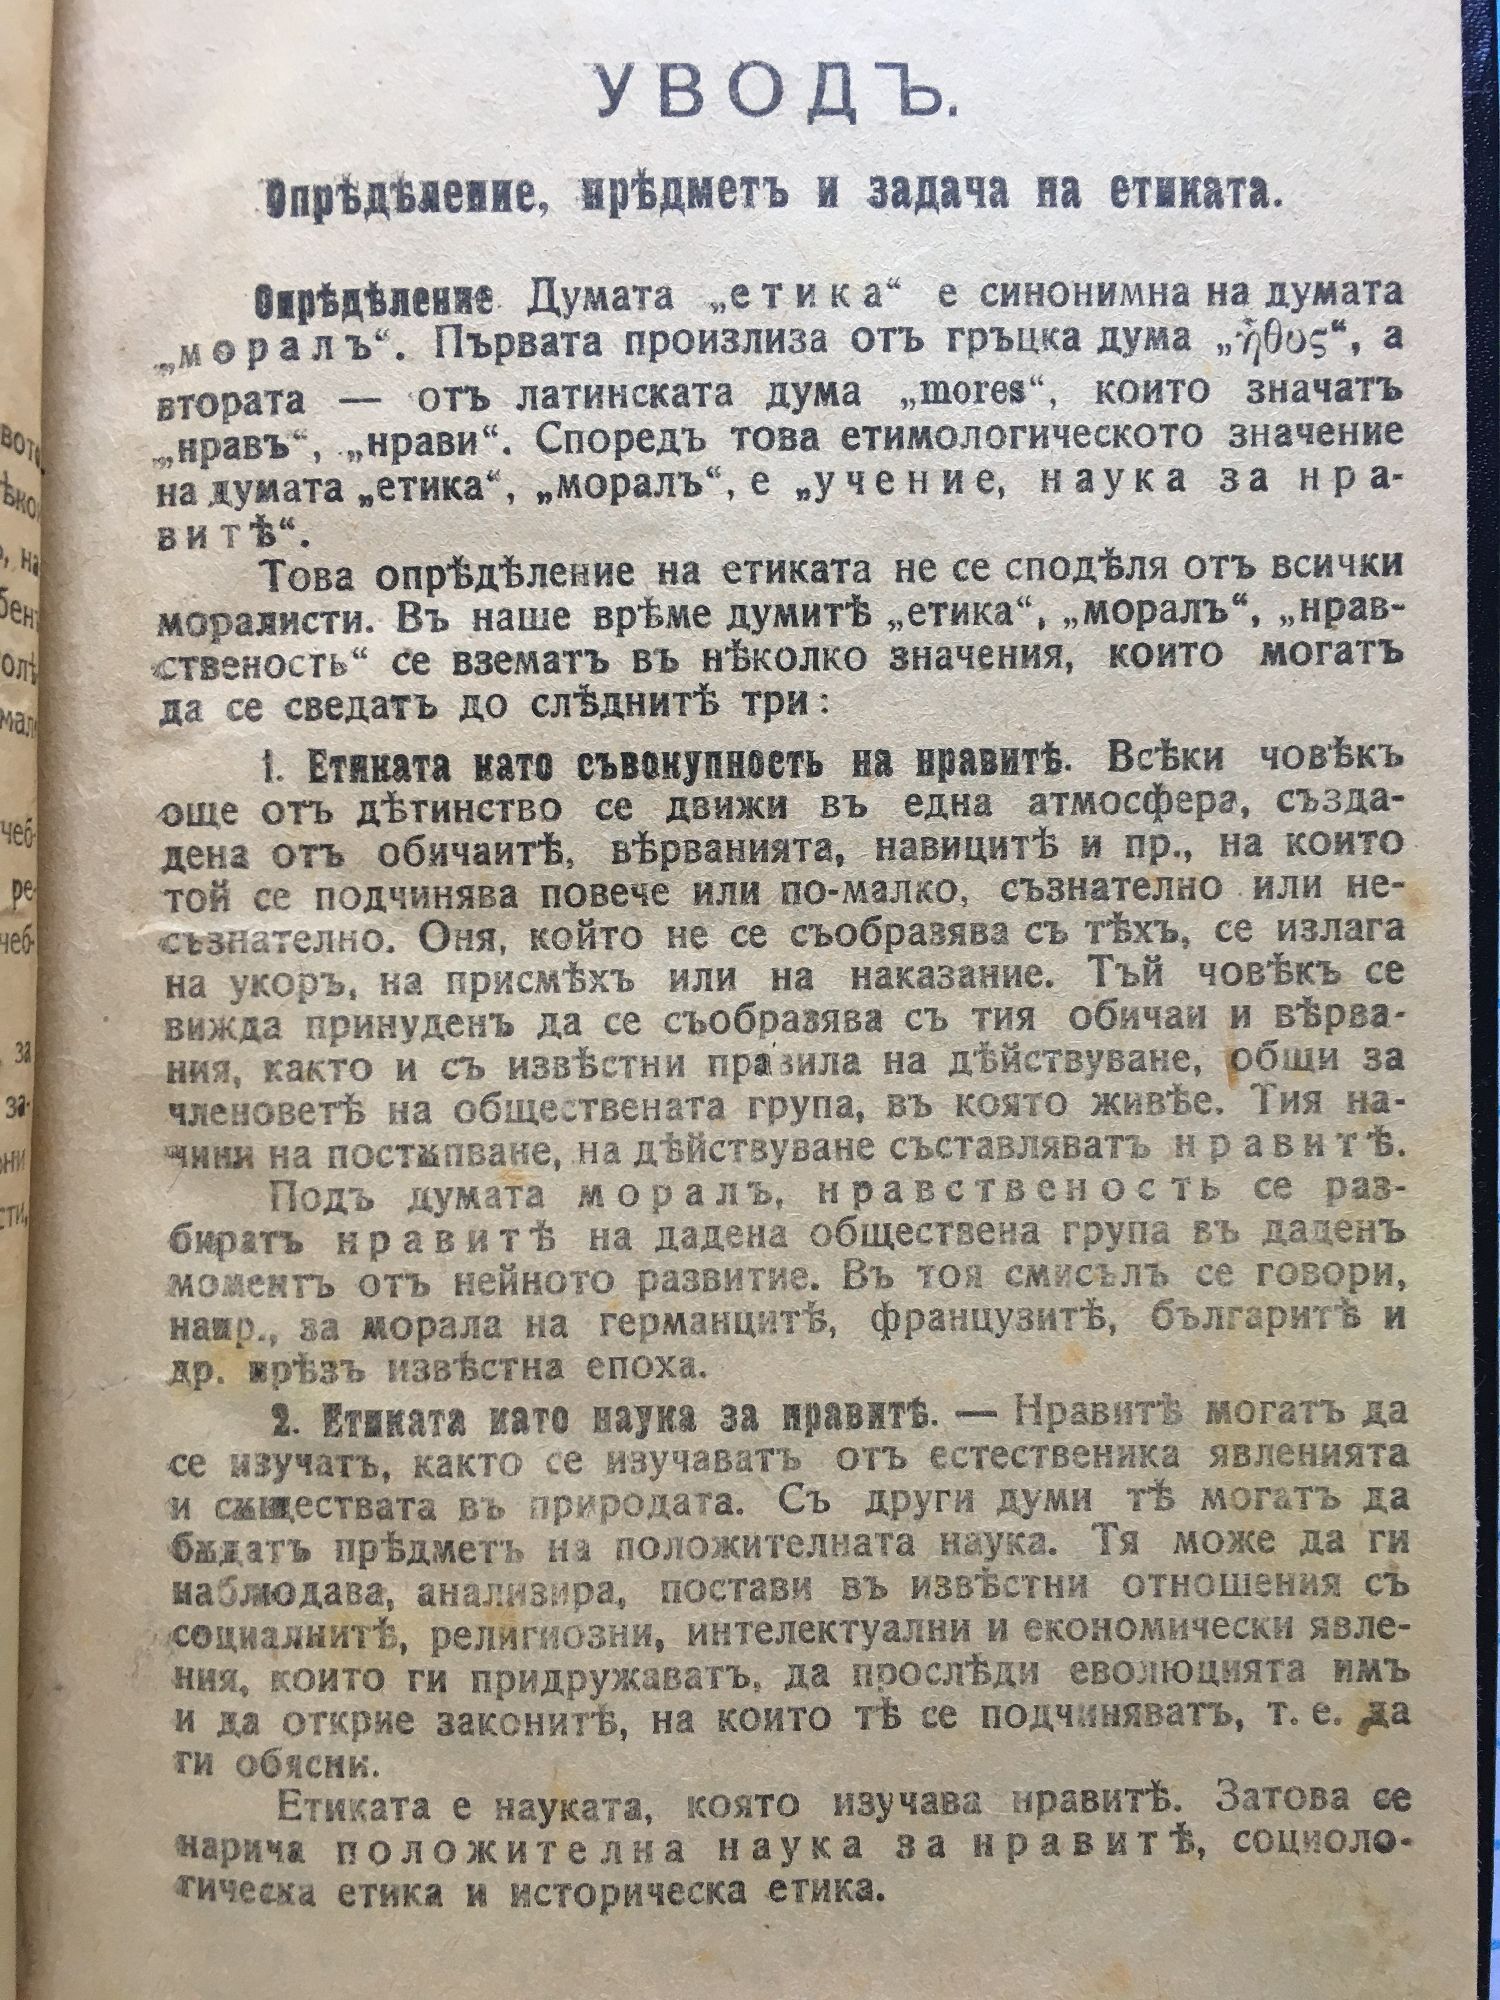 УВОДЪ.
Опрѣдѣление, прѣдметъ и задача на етиката.
Опрѣдѣление Думата „етика“ е синонимна на думата
„моралъ“. Първата произлиза отъ гръцка дума „ἦθος“, а
втората — отъ латинската дума „mores“, които значатъ
„нравъ“, „нрави“. Споредъ това етимологическото значение
на думата „етика“, „моралъ“, е „учение, наука за нра-
витѣ“.
Това опрѣдѣление на етиката не се сподѣля отъ всички
моралисти. Въ наше врѣме думитѣ „етика“, „моралъ“, „нрав-
ственость“ се взематъ въ нѣколко значения, които могатъ
да се сведатъ до слѣднитѣ три:
1. Етиката като съвокупность на нравитѣ. Всѣки човѣкъ
още отъ дѣтинство се движи въ една атмосфера, създа-
дена отъ обичаитѣ, вѣрванията, навицитѣ и пр., на които
той се подчинява повече или по-малко, съзнателно или не-
съзнателно. Оня, който не се съобразява съ тѣхъ, се излага
на укоръ, на присмѣхъ или на наказание. Тъй човѣкъ се
вижда принуденъ да се съобразява съ тия обичаи и вѣрва-
ния, както и съ извѣстни правила на дѣйствуване, общи за
членоветѣ на обществената група, въ която живѣе. Тия на-
чини на постѫпване, на дѣйствуване съставляватъ нравитѣ.
Подъ думата моралъ, нравственость се раз-
биратъ нравитѣ на дадена обществена група въ даденъ
моментъ отъ нейното развитие. Въ тоя смисълъ се говори,
напр., за морала на германцитѣ, французитѣ, българитѣ и
др. прѣзъ извѣстна епоха.
2. Етиката като наука за нравитѣ. — Нравитѣ могатъ да
се изучатъ, както се изучаватъ отъ естественика явленията
и сѫществата въ природата. Съ други думи тѣ могатъ да
бѫдатъ прѣдметъ на положителната наука. Тя може да ги
наблюдава, анализира, постави въ извѣстни отношения съ
социалнитѣ, религиозни, интелектуални и економически явле-
ния, които ги придружаватъ, да прослѣди еволюцията имъ
и да открие законитѣ, на които тѣ се подчиняватъ, т. е. да
ги обясни.
Етиката е науката, която изучава нравитѣ. Затова се
нарича положителна наука за нравитѣ, социоло-
гическа етика и историческа етика.